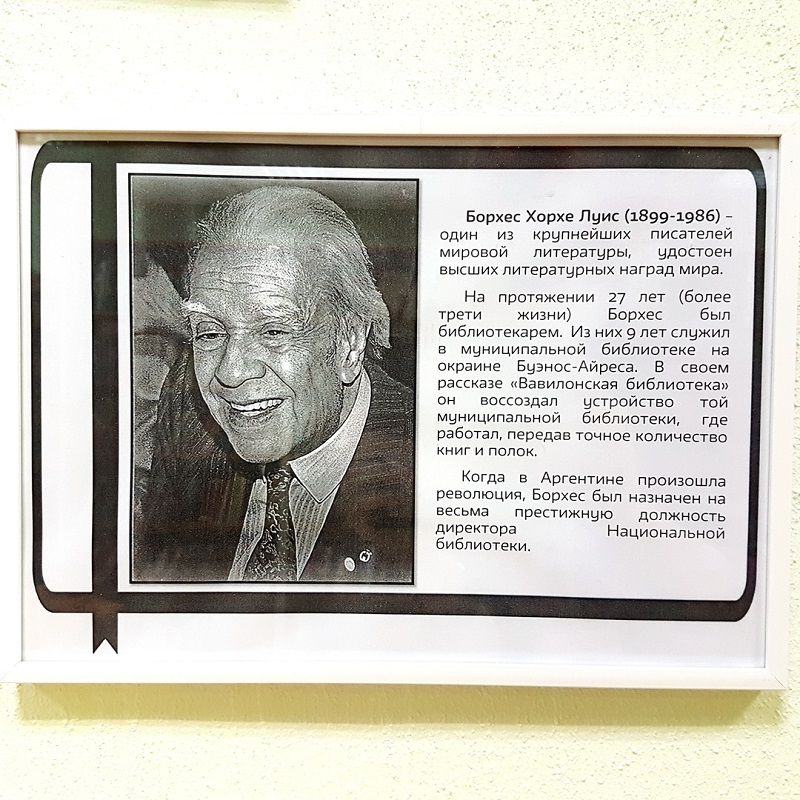 Борхес Хорхе Луис (1899-1986) –
один из крупнейших писателей
мировой литературы, удостоен
высших литературных наград мира.
На протяжении 27 лет (более
трети жизни) Борхес был
библиотекарем. Из них 9 лет служил
в муниципальной библиотеке на
окраине Буэнос-Айреса. В своем
рассказе «Вавилонская библиотека»
он воссоздал устройство той
муниципальной библиотеки, где
работал, передав точное количество
книг и полок.
Когда в Аргентине произошла
революция, Борхес был назначен на
весьма престижную должность
директора Национальной
библиотеки.